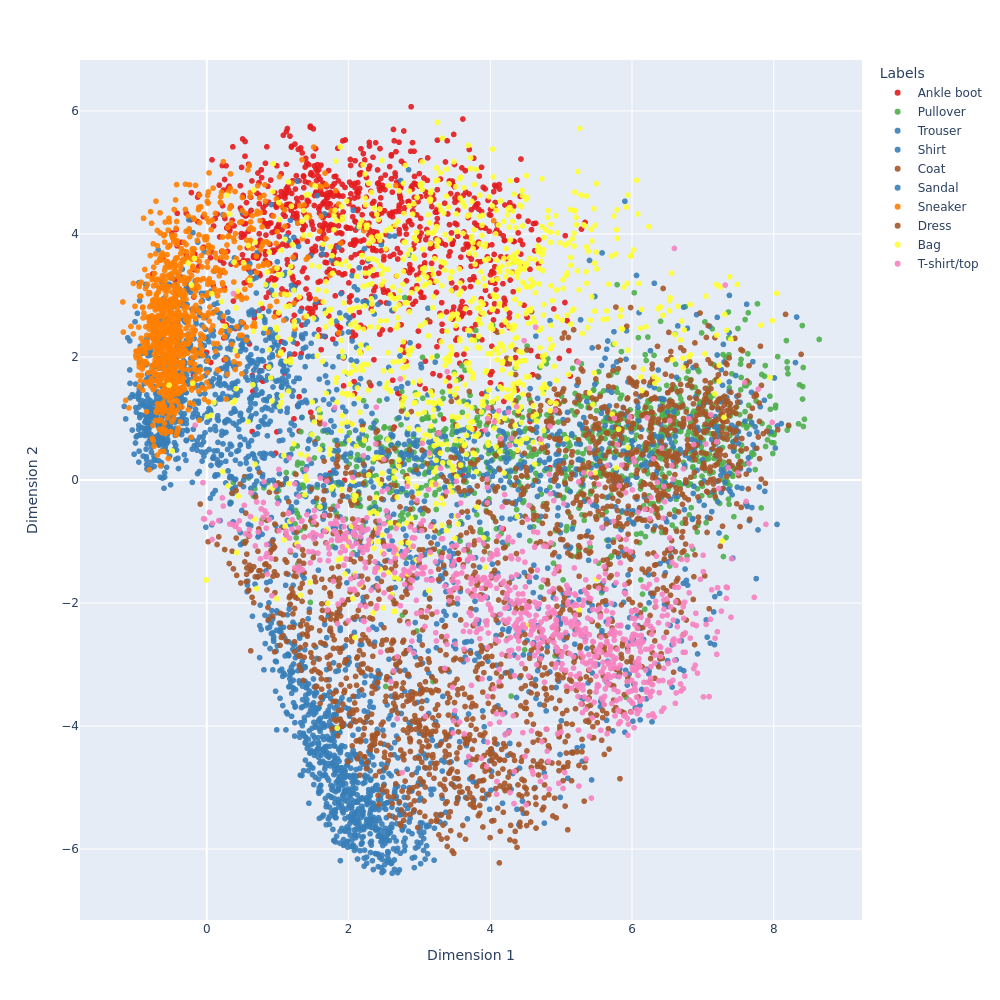 Labels
Ankle boot
Pullover
Trouser
Shirt
Coat
Sandal
Sneaker
Dress
Bag
T-shirt/top
6
4
2
0
−2
−4
−6
0 2 4 6 8
Dimension 1
Dimension 2